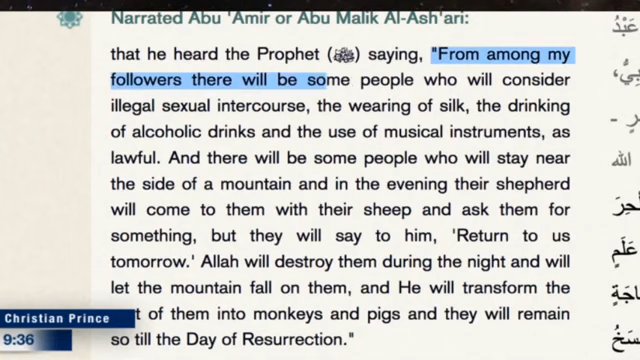 Narrated Abu 'Amir or Abu Malik Al-Ash'ari:
that he heard the Prophet (ﷺ) saying, "From among my
followers there will be some people who will consider
illegal sexual intercourse, the wearing of silk, the drinking
of alcoholic drinks and the use of musical instruments, as
lawful. And there will be some people who will stay near
the side of a mountain and in the evening their shepherd
will come to them with their sheep and ask them for
something, but they will say to him, 'Return to us
tomorrow.' Allah will destroy them during the night and will
let the mountain fall on them, and He will transform the
of them into monkeys and pigs and they will remain
so till the Day of Resurrection."
Christian Prince
9:36
الله